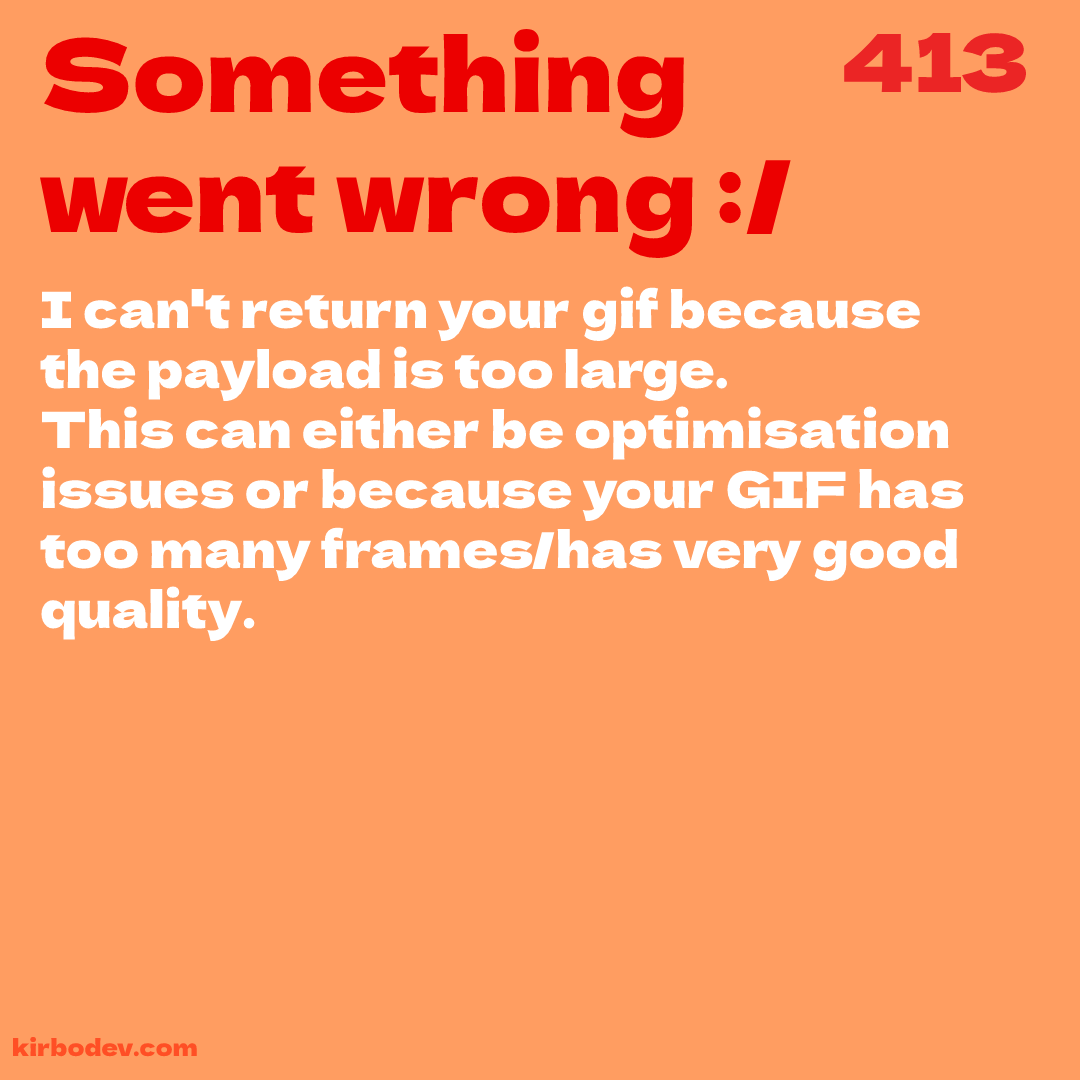 Something 413
went wrong :/
I can't return your gif because
the payload is too large.
This can either be optimisation
issues or because your GIF has
too many frames/has very good
quality.
kirbodev.com